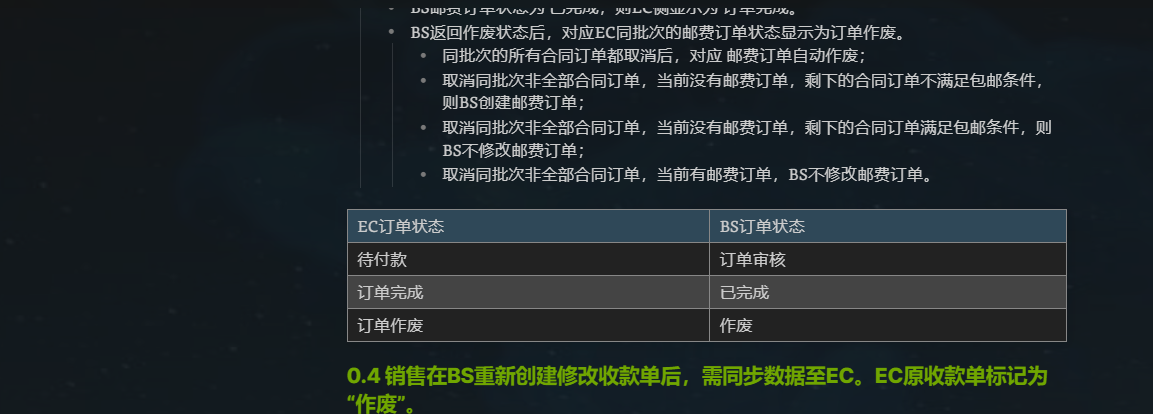 BS邮费订单状态为“已完成，则EC侧显示为“订单完成。
BS返回作废状态后，对应EC同批次的邮费订单状态显示为订单作废。
同批次的所有合同订单都取消后，对应 邮费订单自动作废；
取消同批次非全部合同订单，当前没有邮费订单，剩下的合同订单不满足包邮条件，
则BS创建邮费订单；
取消同批次非全部合同订单，当前没有邮费订单，剩下的合同订单满足包邮条件，则
BS不修改邮费订单；
取消同批次非全部合同订单，当前有邮费订单，BS不修改邮费订单。
EC订单状态 BS订单状态
待付款 订单审核
订单完成 已完成
订单作废 作废
0.4 销售在BS重新创建修改收款单后，需同步数据至EC。EC原收款单标记为
“作废”。